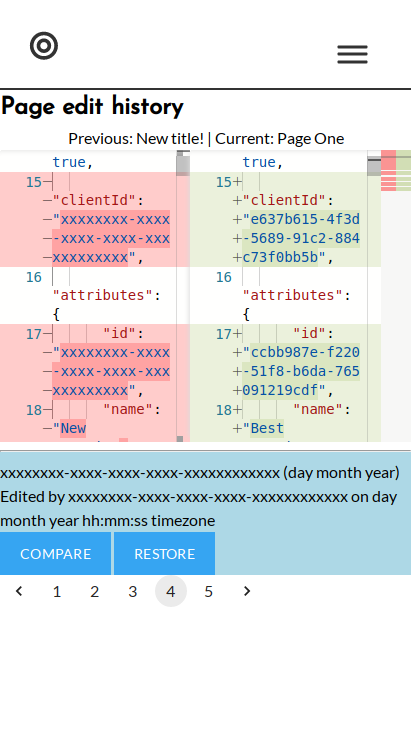 Page edit history
Previous: New title! | Current: Page One
true,
15-
- "clientId":
- "xxxxxxxx-xxxx
- -xxxx-xxxx-xxx
- xxxxxxxxx",
16
"attributes":
{
17- "id":
- "xxxxxxxx-xxxx
- -xxxx-xxxx-xxx
- xxxxxxxxx",
18- "name":
- "New
true,
15+
+ "clientId":
+ "e637b615-4f3d
+ -5689-91c2-884
+ c73f0bb5b",
16
"attributes":
{
17+ "id":
+ "ccbb987e-f220
+ -51f8-b6da-765
+ 091219cdf",
18+ "name":
+ "Best
xxxxxxxx-xxxx-xxxx-xxxx-xxxxxxxxxxxx (day month year)
Edited by xxxxxxxx-xxxx-xxxx-xxxx-xxxxxxxxxxxx on day
month year hh:mm:ss timezone
COMPARE RESTORE
1 2 3 4 5